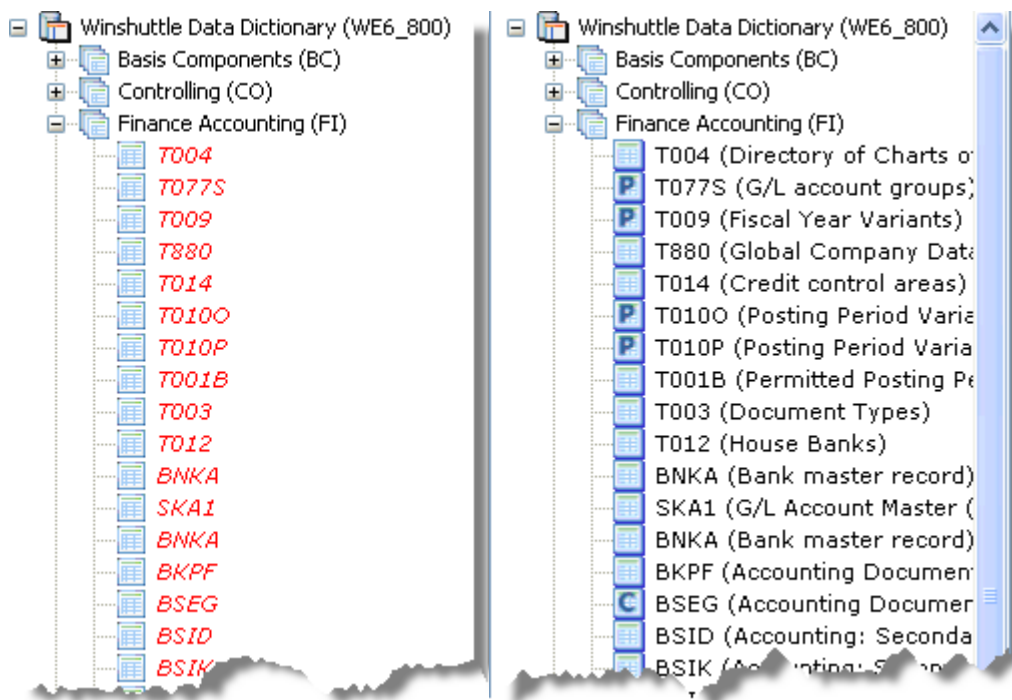 Winshuttle Data Dictionary (WE6_800)
Basis Components (BC)
Controlling (CO)
Finance Accounting (FI)
T004
T077S
T009
T880
T014
T010O
T010P
T001B
T003
T012
BNKA
SKA1
BNKA
BKPF
BSEG
BSID
BSIK
Winshuttle Data Dictionary (WE6_800)
Basis Components (BC)
Controlling (CO)
Finance Accounting (FI)
T004 (Directory of Charts o
P T077S (G/L account groups)
P T009 (Fiscal Year Variants)
T880 (Global Company Data
T014 (Credit control areas)
P T010O (Posting Period Varia
P T010P (Posting Period Varia
T001B (Permitted Posting Pe
T003 (Document Types)
T012 (House Banks)
BNKA (Bank master record)
SKA1 (G/L Account Master (
BNKA (Bank master record)
BKPF (Accounting Documen
C BSEG (Accounting Documen
BSID (Accounting: Seconda
BSIK